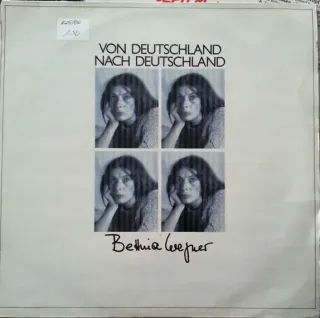 VON DEUTSCHLAND
NACH DEUTSCHLAND
Bettina Wegner